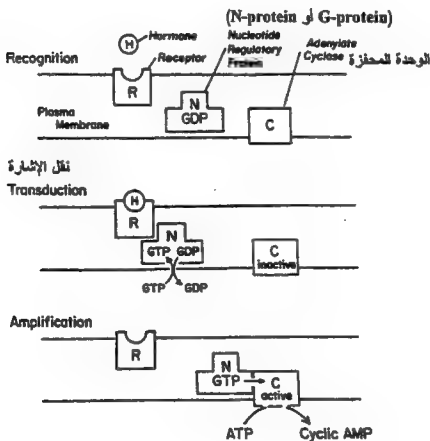 (N-protein أو G-protein)
Hormone
H
Nucleotide
Regulatory
Protein
Adenylate
Cyclase
الوحدة المحفزة
Recognition
Receptor
R
N
GDP
C
Plasma
Membrane
نقل الإشارة
Transduction
H
R
N
GTP GDP
C
inactive
GTP GDP
Amplification
R
N
GTP
C
active
ATP
Cyclic AMP